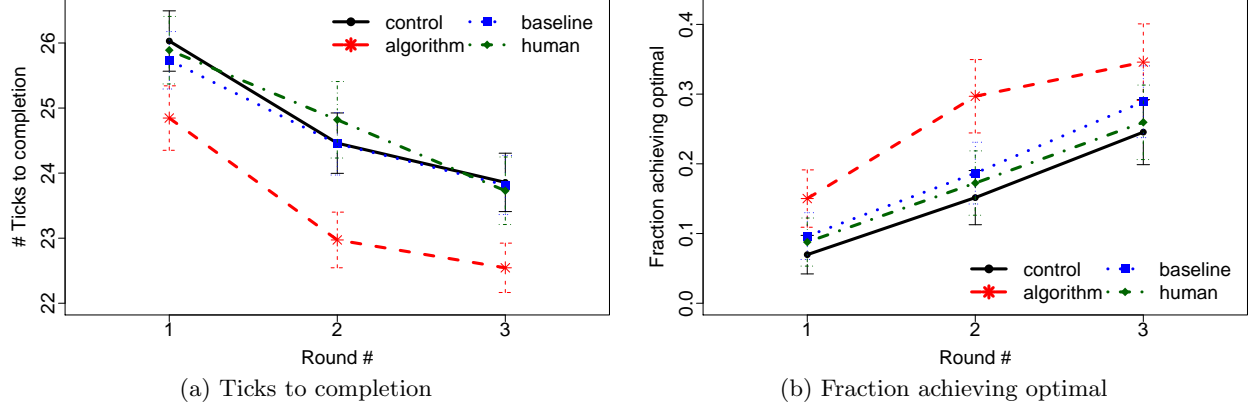 # Ticks to completion
26
25
24
23
22
control
baseline
algorithm
human
1 2 3
Round #
(a) Ticks to completion
Fraction achieving optimal
0.4
0.3
0.2
0.1
0.0
control
baseline
algorithm
human
1 2 3
Round #
(b) Fraction achieving optimal